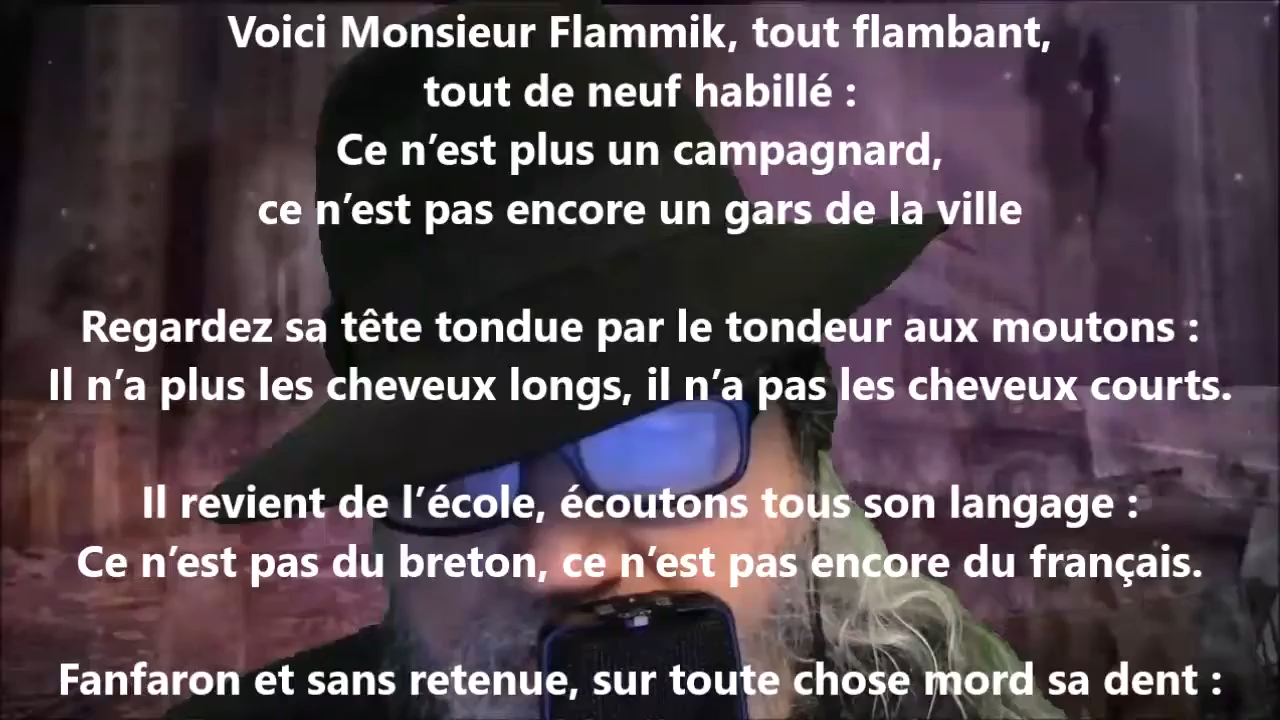 Voici Monsieur Flammik, tout flambant,
tout de neuf habillé :
Ce n’est plus un campagnard,
ce n’est pas encore un gars de la ville
Regardez sa tête tondue par le tondeur aux moutons :
Il n’a plus les cheveux longs, il n’a pas les cheveux courts.
Il revient de l’école, écoutons tous son langage :
Ce n’est pas du breton, ce n’est pas encore du français.
Fanfaron et sans retenue, sur toute chose mord sa dent :